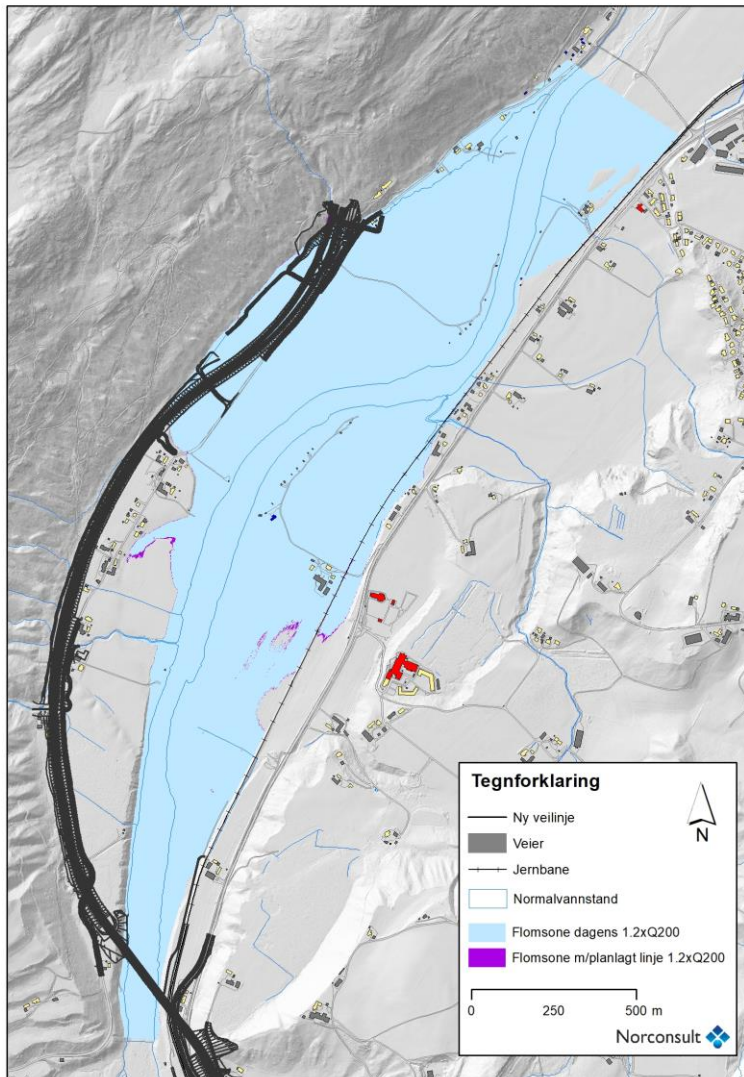 Tegnforklaring
Ny veilinje
Veier
Jernbane
Normalvannstand
Flomsone dagens 1.2xQ200
Flomsone m/planlagt linje 1.2xQ200
N
0 250 500 m
Norconsult